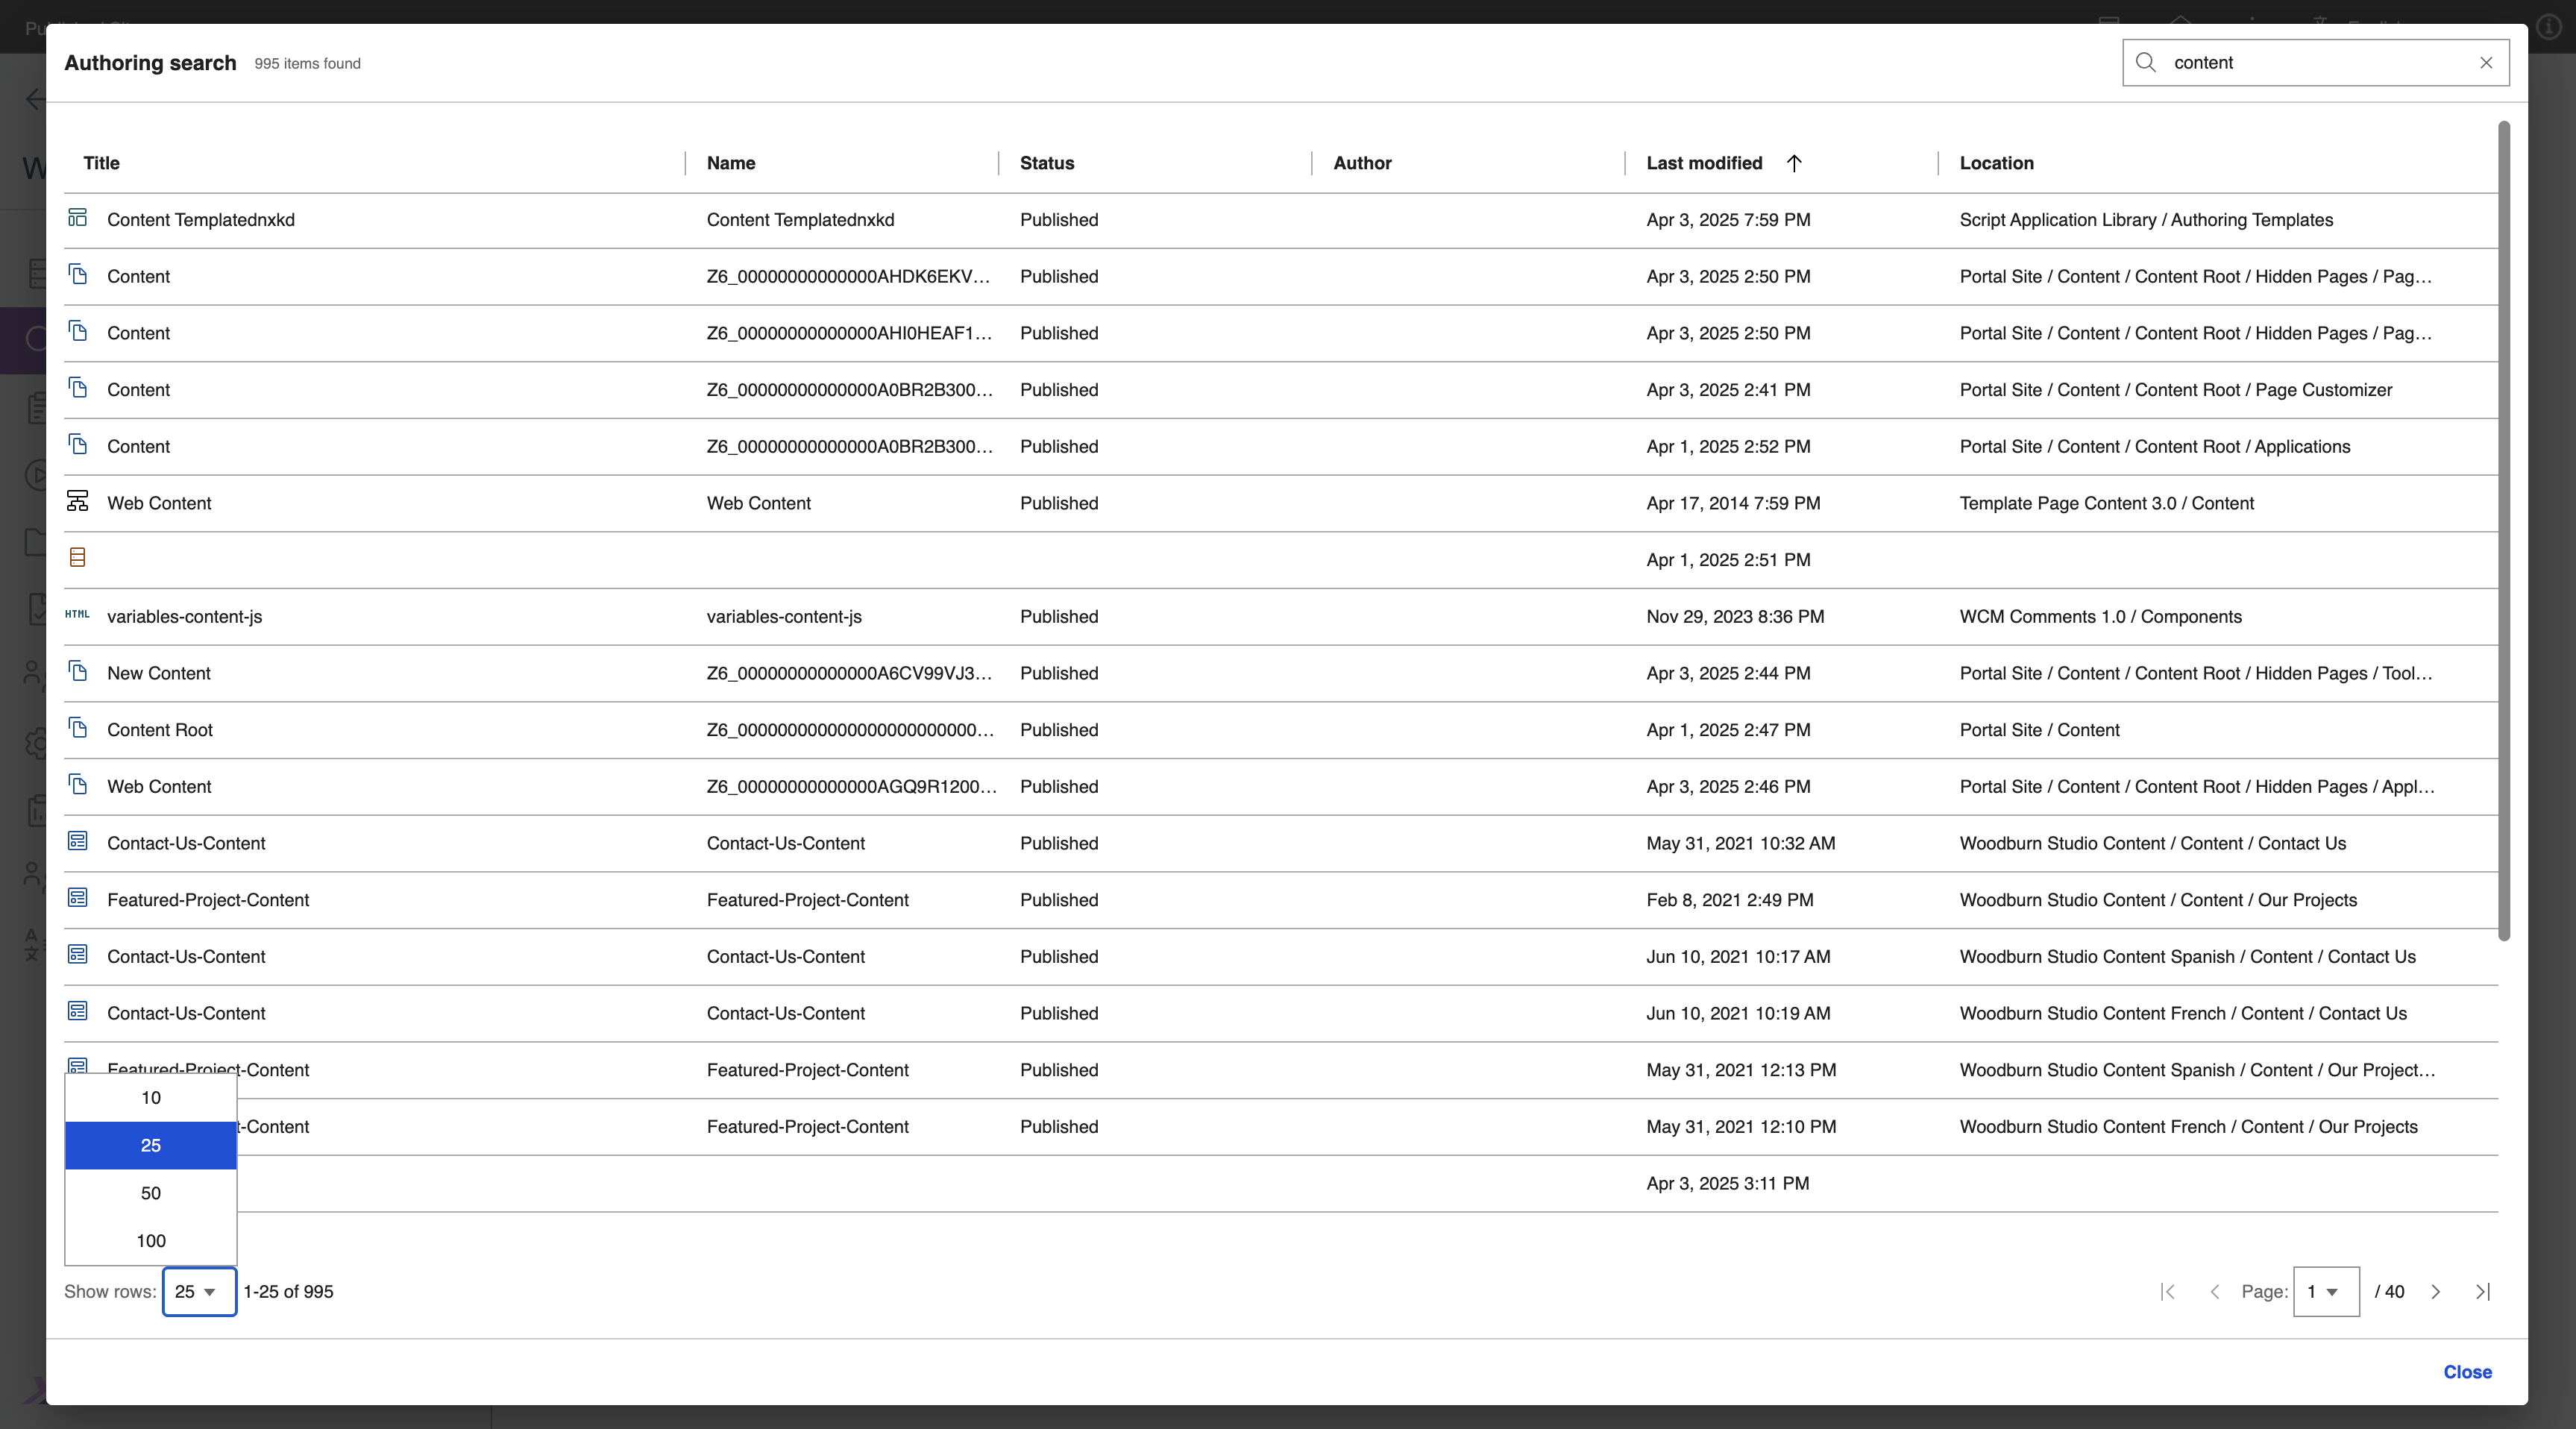 Authoring search 995 items found content
Title Name Status Author Last modified Location
Content Templatednxkd Content Templatednxkd Published Apr 3, 2025 7:59 PM Script Application Library / Authoring Templates
Content Z6_00000000000000AHDK6EKV… Published Apr 3, 2025 2:50 PM Portal Site / Content / Content Root / Hidden Pages / Pag…
Content Z6_00000000000000AHI0HEAF1… Published Apr 3, 2025 2:50 PM Portal Site / Content / Content Root / Hidden Pages / Pag…
Content Z6_00000000000000A0BR2B300… Published Apr 3, 2025 2:41 PM Portal Site / Content / Content Root / Page Customizer
Content Z6_00000000000000A0BR2B300… Published Apr 1, 2025 2:52 PM Portal Site / Content / Content Root / Applications
Web Content Web Content Published Apr 17, 2014 7:59 PM Template Page Content 3.0 / Content
Apr 1, 2025 2:51 PM
HTML variables-content-js variables-content-js Published Nov 29, 2023 8:36 PM WCM Comments 1.0 / Components
New Content Z6_00000000000000A6CV99VJ3… Published Apr 3, 2025 2:44 PM Portal Site / Content / Content Root / Hidden Pages / Tool…
Content Root Z6_000000000000000000000000… Published Apr 1, 2025 2:47 PM Portal Site / Content
Web Content Z6_00000000000000AGQ9R1200… Published Apr 3, 2025 2:46 PM Portal Site / Content / Content Root / Hidden Pages / Appl…
Contact-Us-Content Contact-Us-Content Published May 31, 2021 10:32 AM Woodburn Studio Content / Content / Contact Us
Featured-Project-Content Featured-Project-Content Published Feb 8, 2021 2:49 PM Woodburn Studio Content / Content / Our Projects
Contact-Us-Content Contact-Us-Content Published Jun 10, 2021 10:17 AM Woodburn Studio Content Spanish / Content / Contact Us
Contact-Us-Content Contact-Us-Content Published Jun 10, 2021 10:19 AM Woodburn Studio Content French / Content / Contact Us
Featured-Project-Content Featured-Project-Content Published May 31, 2021 12:13 PM Woodburn Studio Content Spanish / Content / Our Project…
t-Content Featured-Project-Content Published May 31, 2021 12:10 PM Woodburn Studio Content French / Content / Our Projects
Apr 3, 2025 3:11 PM
10
25
50
100
Show rows: 25 1-25 of 995 Page: 1 / 40
Close